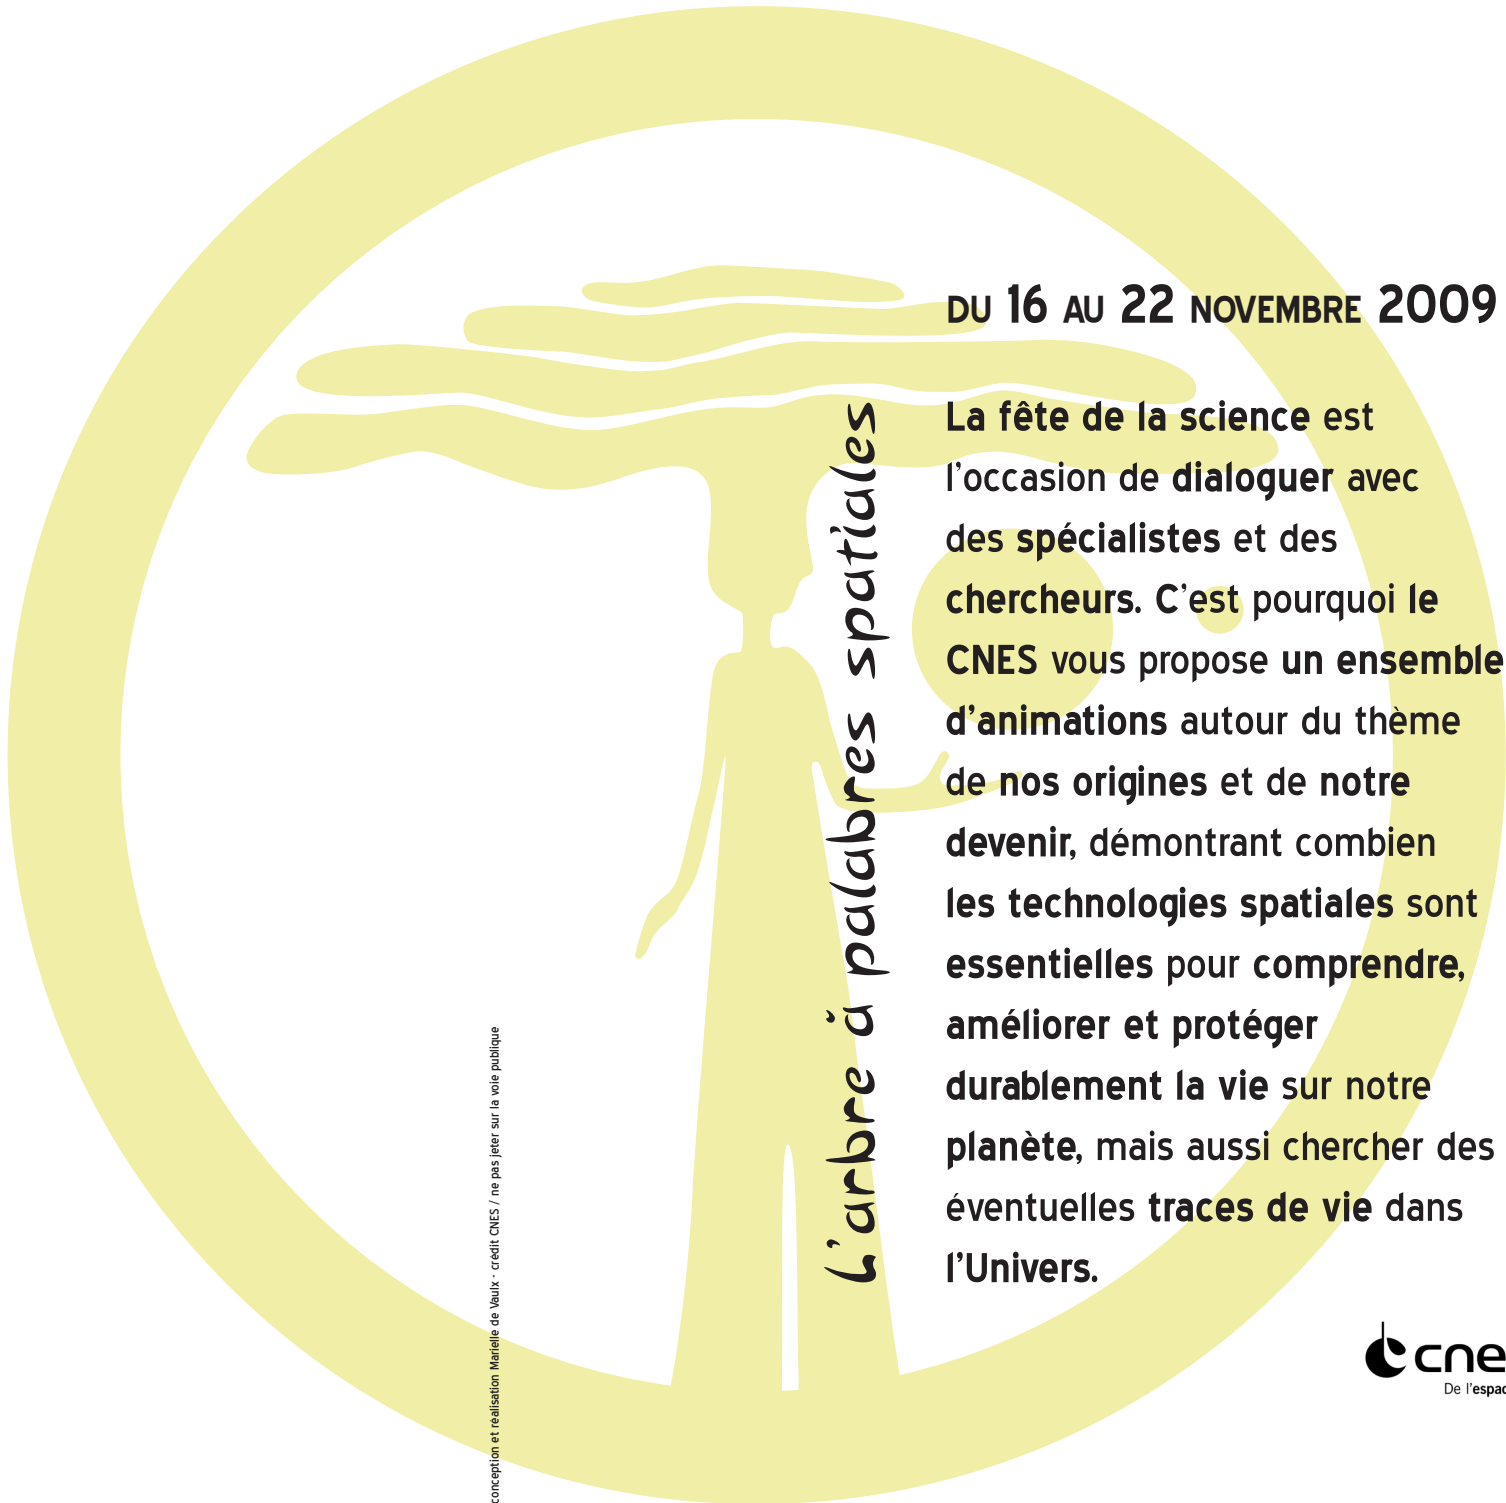 DU 16 AU 22 NOVEMBRE 2009
L'arbre à palabres spatiales
La fête de la science est
l'occasion de dialoguer avec
des spécialistes et des
chercheurs. C'est pourquoi le
CNES vous propose un ensemble
d'animations autour du thème
de nos origines et de notre
devenir, démontrant combien
les technologies spatiales sont
essentielles pour comprendre,
améliorer et protéger
durablement la vie sur notre
planète, mais aussi chercher des
éventuelles traces de vie dans
l'Univers.
conception et réalisation Marielle de Vaulx - crédit CNES / ne pas jeter sur la voie publique
cne
De l'espac